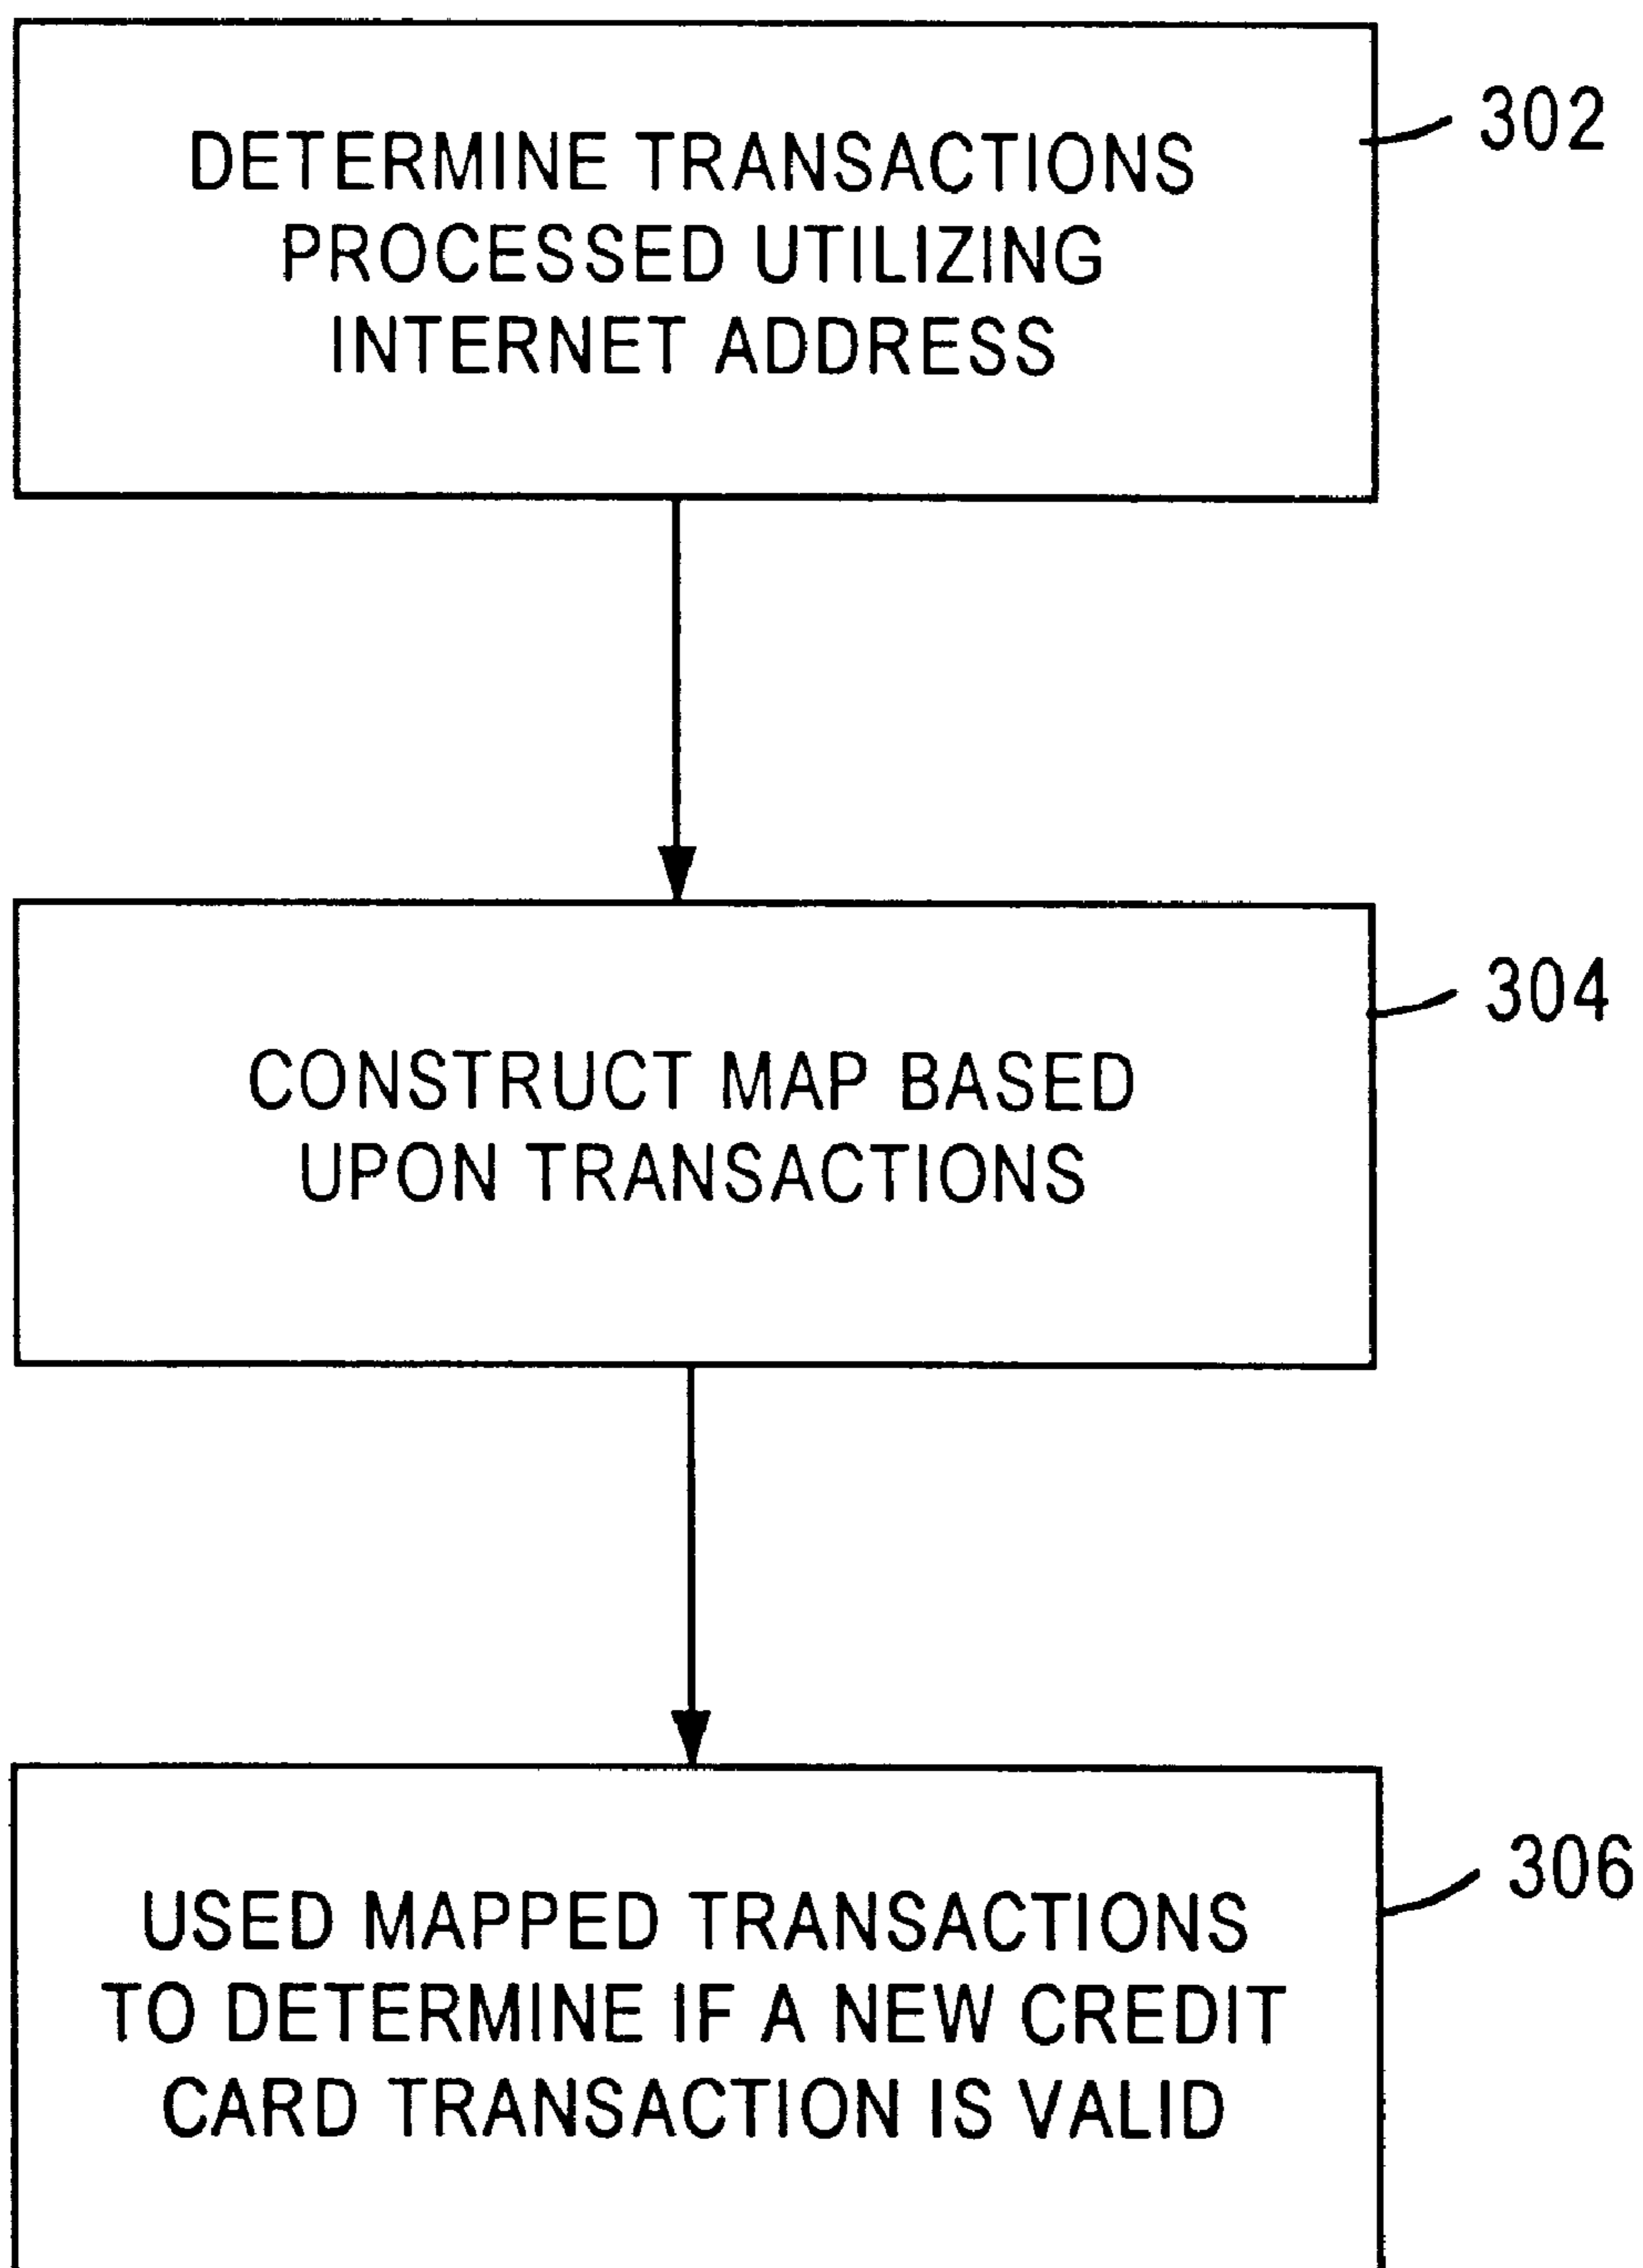 DETERMINE TRANSACTIONS
PROCESSED UTILIZING
INTERNET ADDRESS
302
CONSTRUCT MAP BASED
UPON TRANSACTIONS
304
USED MAPPED TRANSACTIONS
TO DETERMINE IF A NEW CREDIT
CARD TRANSACTION IS VALID
306